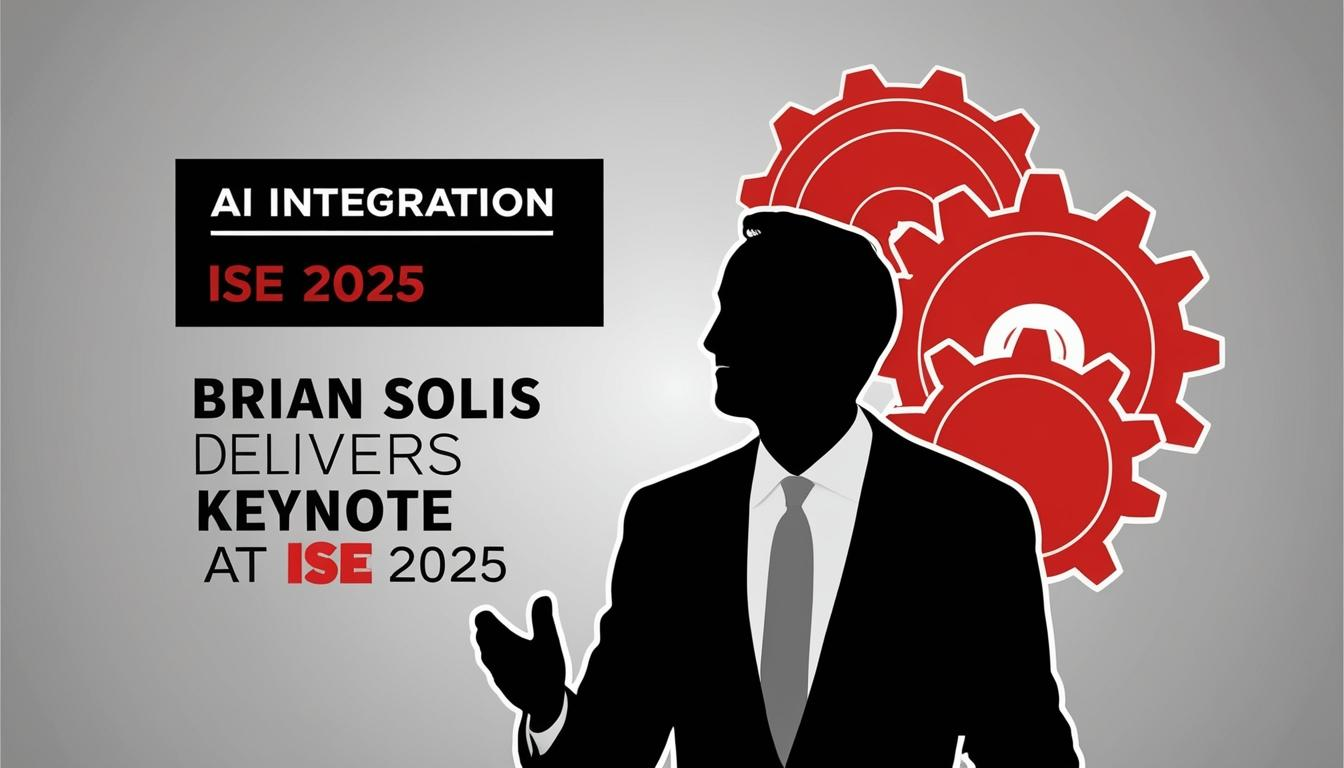 AI INTEGRATION
ISE 2025
BRIAN SOLIS
DELIVERS
KEYNOTE
AT ISE 2025